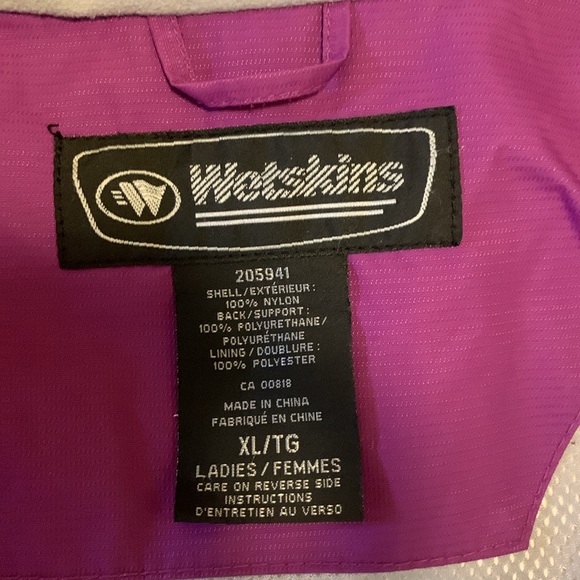 W
Wetskins
205941
SHELL/EXTÉRIEUR:
100% NYLON
BACK/SUPPORT:
100% POLYURETHANE/
POLYURÉTHANE
LINING/DOUBLURE:
100% POLYESTER
CA 00818
MADE IN CHINA
FABRIQUÉ EN CHINE
XL/TG
LADIES/FEMMES
CARE ON REVERSE SIDE
INSTRUCTIONS
D'ENTRETIEN AU VERSO